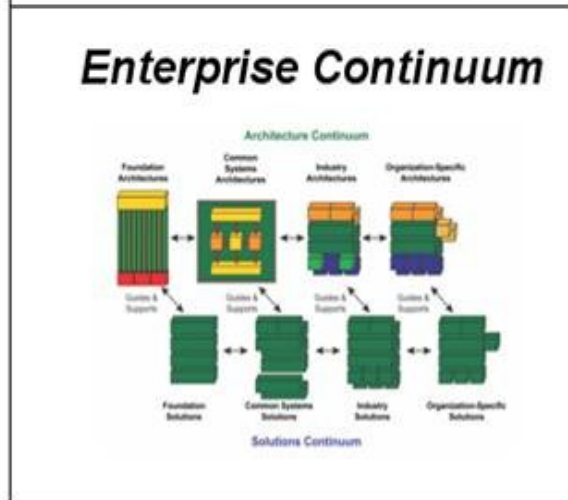 Enterprise Continuum
Architecture Continuum
Foundation
Architectures
Common
Systems
Architectures
Industry
Architectures
Organization-Specific
Architectures
Guides &
Supports
Guides &
Supports
Guides &
Supports
Guides &
Supports
Foundation
Solutions
Common Systems
Solutions
Industry
Solutions
Organization-Specific
Solutions
Solutions Continuum